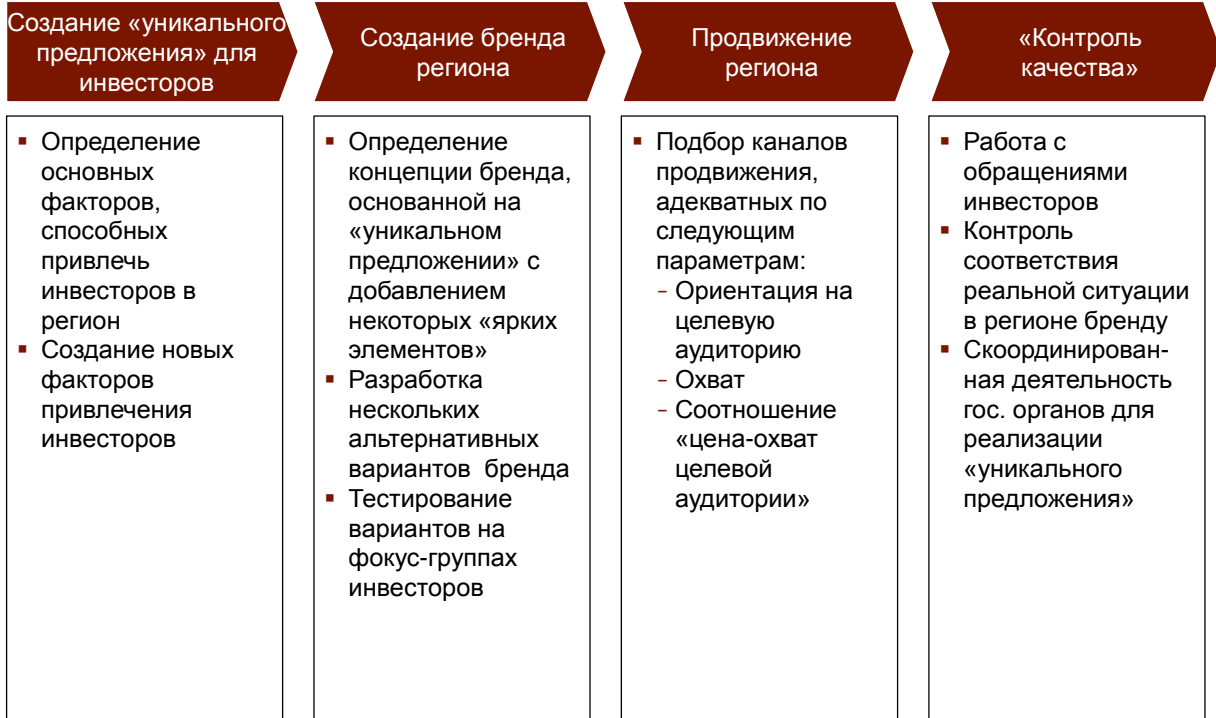 Создание «уникального
предложения» для
инвесторов
Создание бренда
региона
Продвижение
региона
«Контроль
качества»
▪ Определение
основных
факторов,
способных
привлечь
инвесторов в
регион
▪ Создание новых
факторов
привлечения
инвесторов
▪ Определение
концепции бренда,
основанной на
«уникальном
предложении» с
добавлением
некоторых «ярких
элементов»
▪ Разработка
нескольких
альтернативных
вариантов бренда
▪ Тестирование
вариантов на
фокус-группах
инвесторов
▪ Подбор каналов
продвижения,
адекватных по
следующим
параметрам:
- Ориентация на
целевую
аудиторию
- Охват
- Соотношение
«цена-охват
целевой
аудитории»
▪ Работа с
обращениями
инвесторов
▪ Контроль
соответствия
реальной ситуации
в регионе бренду
▪ Скоординирован-
ная деятельность
гос. органов для
реализации
«уникального
предложения»